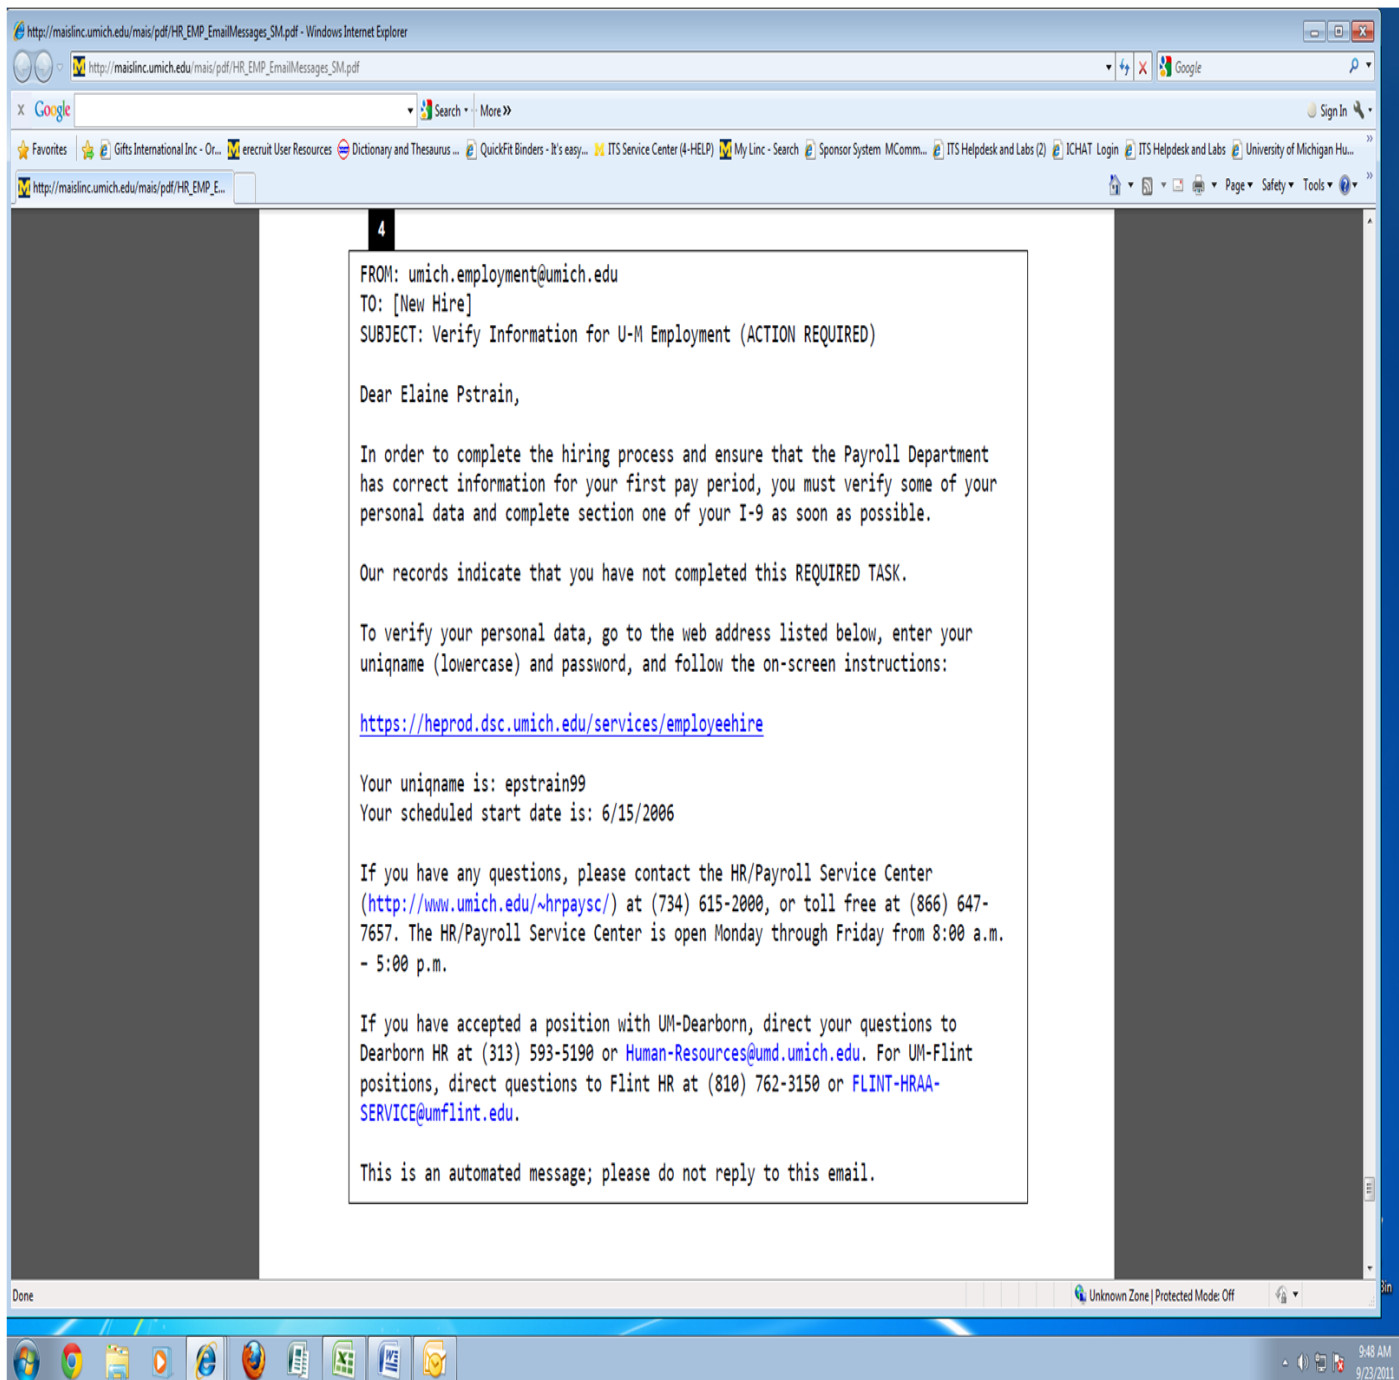 http://maislinc.umich.edu/mais/pdf/HR_EMP_EmailMessages_SM.pdf - Windows Internet Explorer
http://maislinc.umich.edu/mais/pdf/HR_EMP_EmailMessages_SM.pdf
Google
x Google
Search
More »
Sign In
Favorites
Gifts International Inc - Or...
erecruit User Resources
Dictionary and Thesaurus ...
QuickFit Binders - It's easy...
ITS Service Center (4-HELP)
My Linc - Search
Sponsor System MComm...
ITS Helpdesk and Labs (2)
ICHAT Login
ITS Helpdesk and Labs
University of Michigan Hu...
http://maislinc.umich.edu/mais/pdf/HR_EMP_E...
Page
Safety
Tools
4
FROM: umich.employment@umich.edu
TO: [New Hire]
SUBJECT: Verify Information for U-M Employment (ACTION REQUIRED)
Dear Elaine Pstrain,
In order to complete the hiring process and ensure that the Payroll Department
has correct information for your first pay period, you must verify some of your
personal data and complete section one of your I-9 as soon as possible.
Our records indicate that you have not completed this REQUIRED TASK.
To verify your personal data, go to the web address listed below, enter your
uniqname (lowercase) and password, and follow the on-screen instructions:
https://heprod.dsc.umich.edu/services/employeehire
Your uniqname is: epstrain99
Your scheduled start date is: 6/15/2006
If you have any questions, please contact the HR/Payroll Service Center
(http://www.umich.edu/~hrpaysc/) at (734) 615-2000, or toll free at (866) 647-
7657. The HR/Payroll Service Center is open Monday through Friday from 8:00 a.m.
– 5:00 p.m.
If you have accepted a position with UM-Dearborn, direct your questions to
Dearborn HR at (313) 593-5190 or Human-Resources@umd.umich.edu. For UM-Flint
positions, direct questions to Flint HR at (810) 762-3150 or FLINT-HRAA-
SERVICE@umflint.edu.
This is an automated message; please do not reply to this email.
Done
Unknown Zone | Protected Mode: Off
9:48 AM
9/23/2011